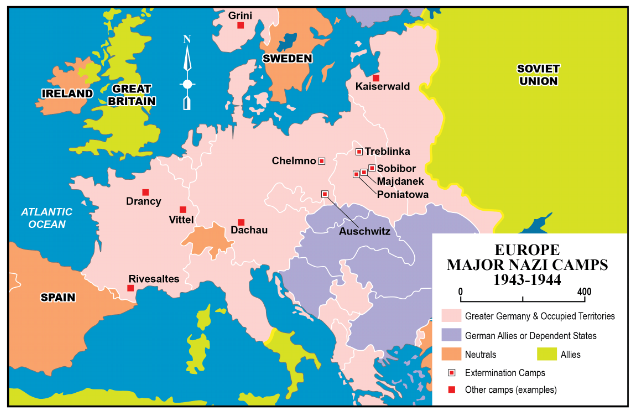 Grini
N
SWEDEN
SOVIET
UNION
IRELAND
GREAT
BRITAIN
Kaiserwald
Treblinka
Chelmno
Sobibor
Majdanek
Poniatowa
Drancy
Vittel
ATLANTIC
OCEAN
Dachau
Auschwitz
Rivesaltes
SPAIN
EUROPE
MAJOR NAZI CAMPS
1943-1944
0 400
Greater Germany & Occupied Territories
German Allies or Dependent States
Neutrals Allies
Extermination Camps
Other camps (examples)